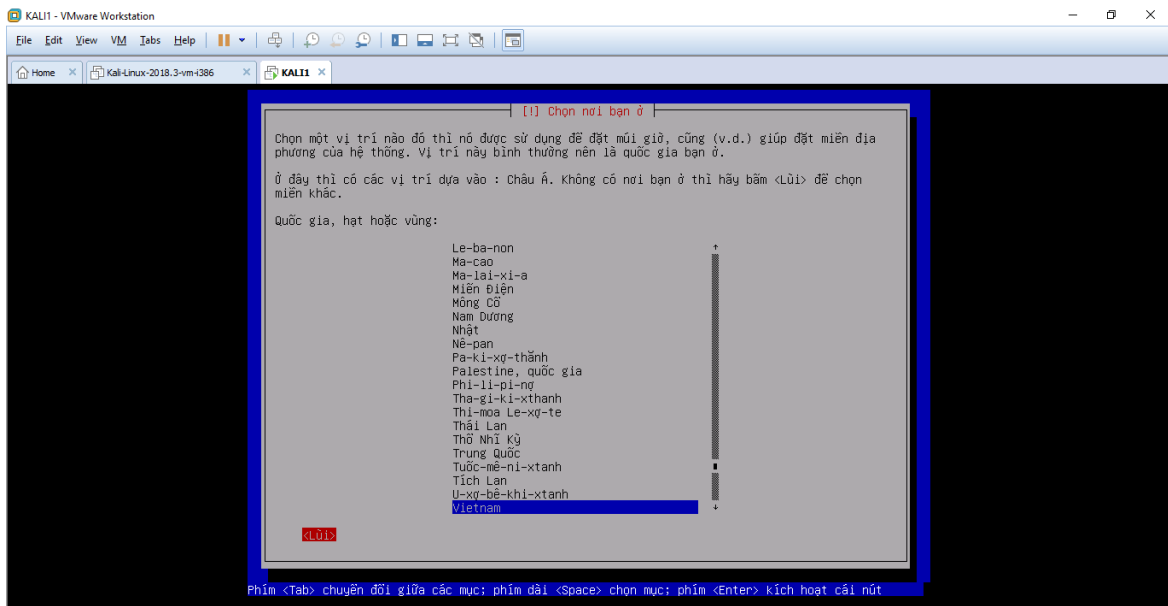 KALI1 - VMware Workstation
File Edit View VM Tabs Help
Home Kali-Linux-2018.3-vm-i386 KALI1
[!] Chọn nơi bạn ở
Chọn một vị trí nào đó thì nó được sử dụng để đặt múi giờ, cũng (v.d.) giúp đặt miền địa
phương của hệ thống. Vị trí này bình thường nên là quốc gia bạn ở.
Ở đây thì có các vị trí dựa vào : Châu Á. Không có nơi bạn ở thì hãy bấm <Lùi> để chọn
miền khác.
Quốc gia, hạt hoặc vùng:
Le-ba-non
Ma-cao
Ma-lai-xi-a
Miến Điện
Mông Cổ
Nam Dương
Nhật
Nê-pan
Pa-ki-xợ-thănh
Palestine, quốc gia
Phi-li-pi-nợ
Tha-gi-ki-xthanh
Thi-moa Le-xợ-te
Thái Lan
Thổ Nhĩ Kỳ
Trung Quốc
Tuốc-mê-ni-xtanh
Tích Lan
U-xợ-bê-khi-xtanh
Vietnam
<Lùi>
Phím <Tab> chuyển đổi giữa các mục; phím dài <Space> chọn mục; phím <Enter> kích hoạt cái nút